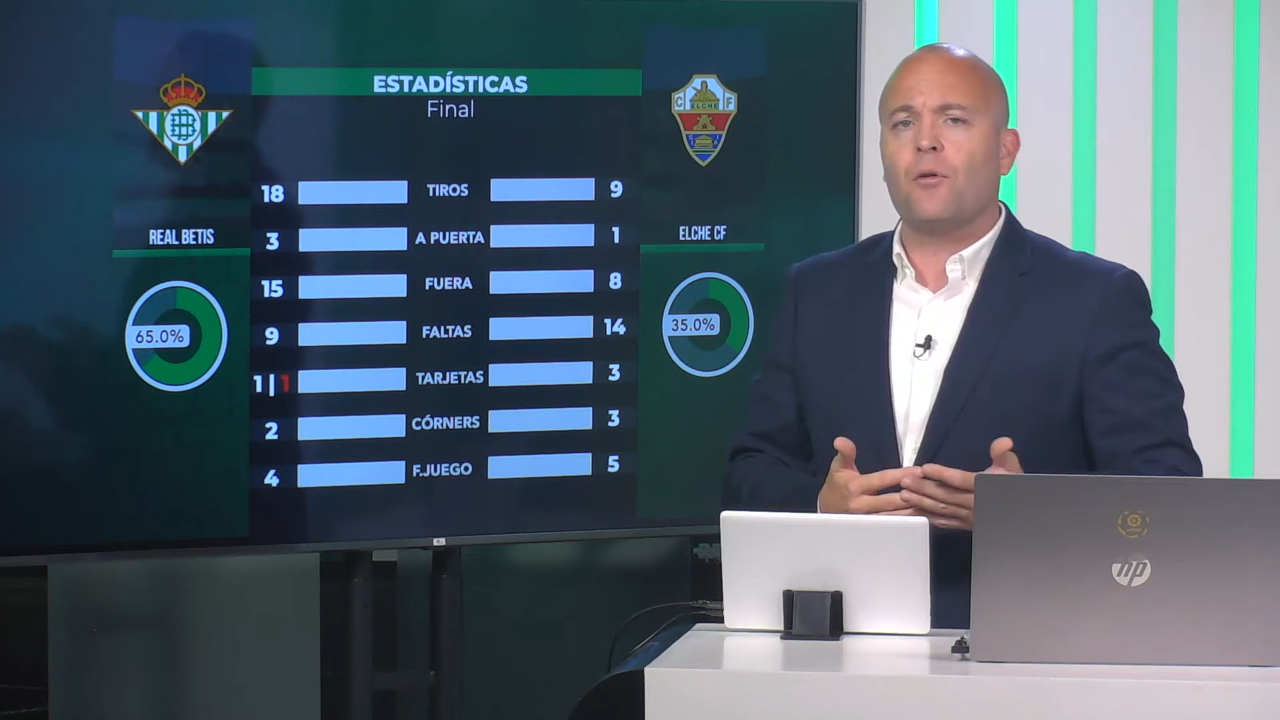 ESTADÍSTICAS
Final
REAL BETIS
65.0%
ELCHE CF
35.0%
18 TIROS 9
3 A PUERTA 1
15 FUERA 8
9 FALTAS 14
1 | 1 TARJETAS 3
2 CÓRNERS 3
4 F.JUEGO 5
C F
ELCHE
hp